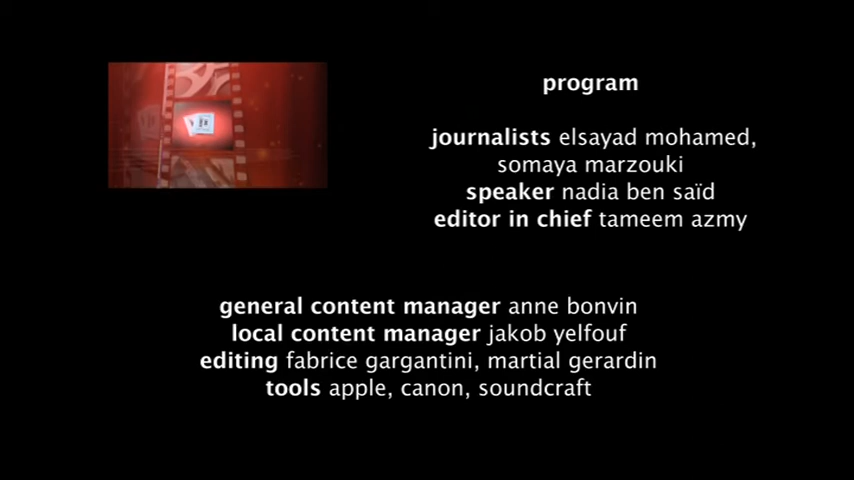 program
journalists elsayad mohamed,
somaya marzouki
speaker nadia ben saïd
editor in chief tameem azmy
general content manager anne bonvin
local content manager jakob yelfouf
editing fabrice gargantini, martial gerardin
tools apple, canon, soundcraft